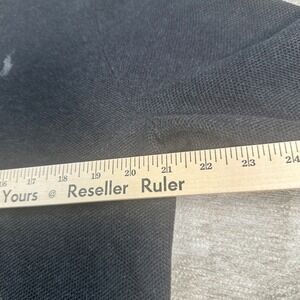 16 17 18 19 20 21 22 23 24
Yours @ Reseller Ruler